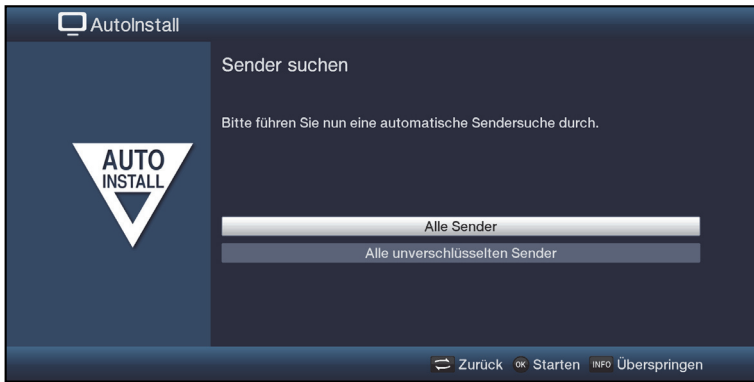 AutoInstall
Sender suchen
Bitte führen Sie nun eine automatische Sendersuche durch.
AUTO
INSTALL
Alle Sender
Alle unverschlüsselten Sender
Zurück OK Starten INFO Überspringen